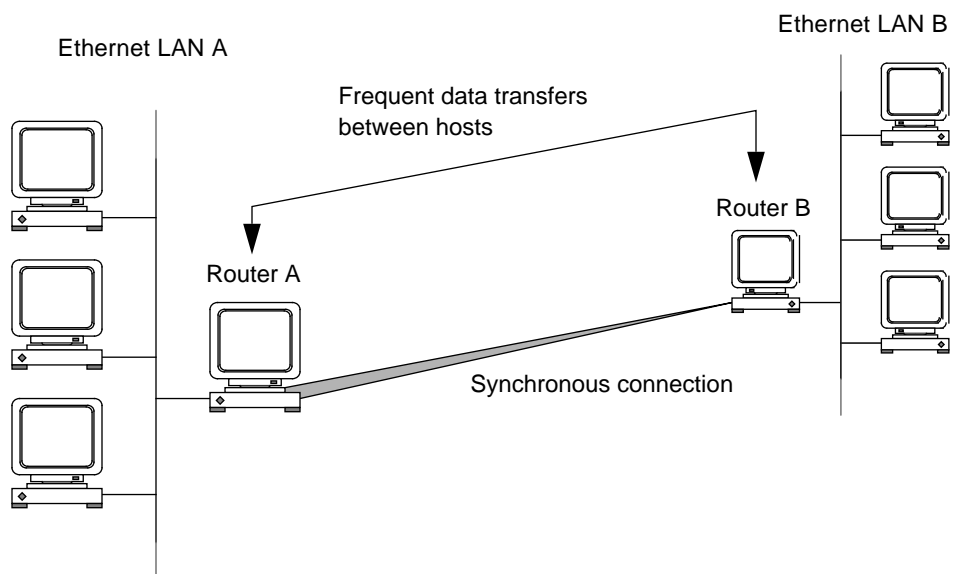 Ethernet LAN B
Ethernet LAN A
Frequent data transfers
between hosts
Router B
Router A
Synchronous connection